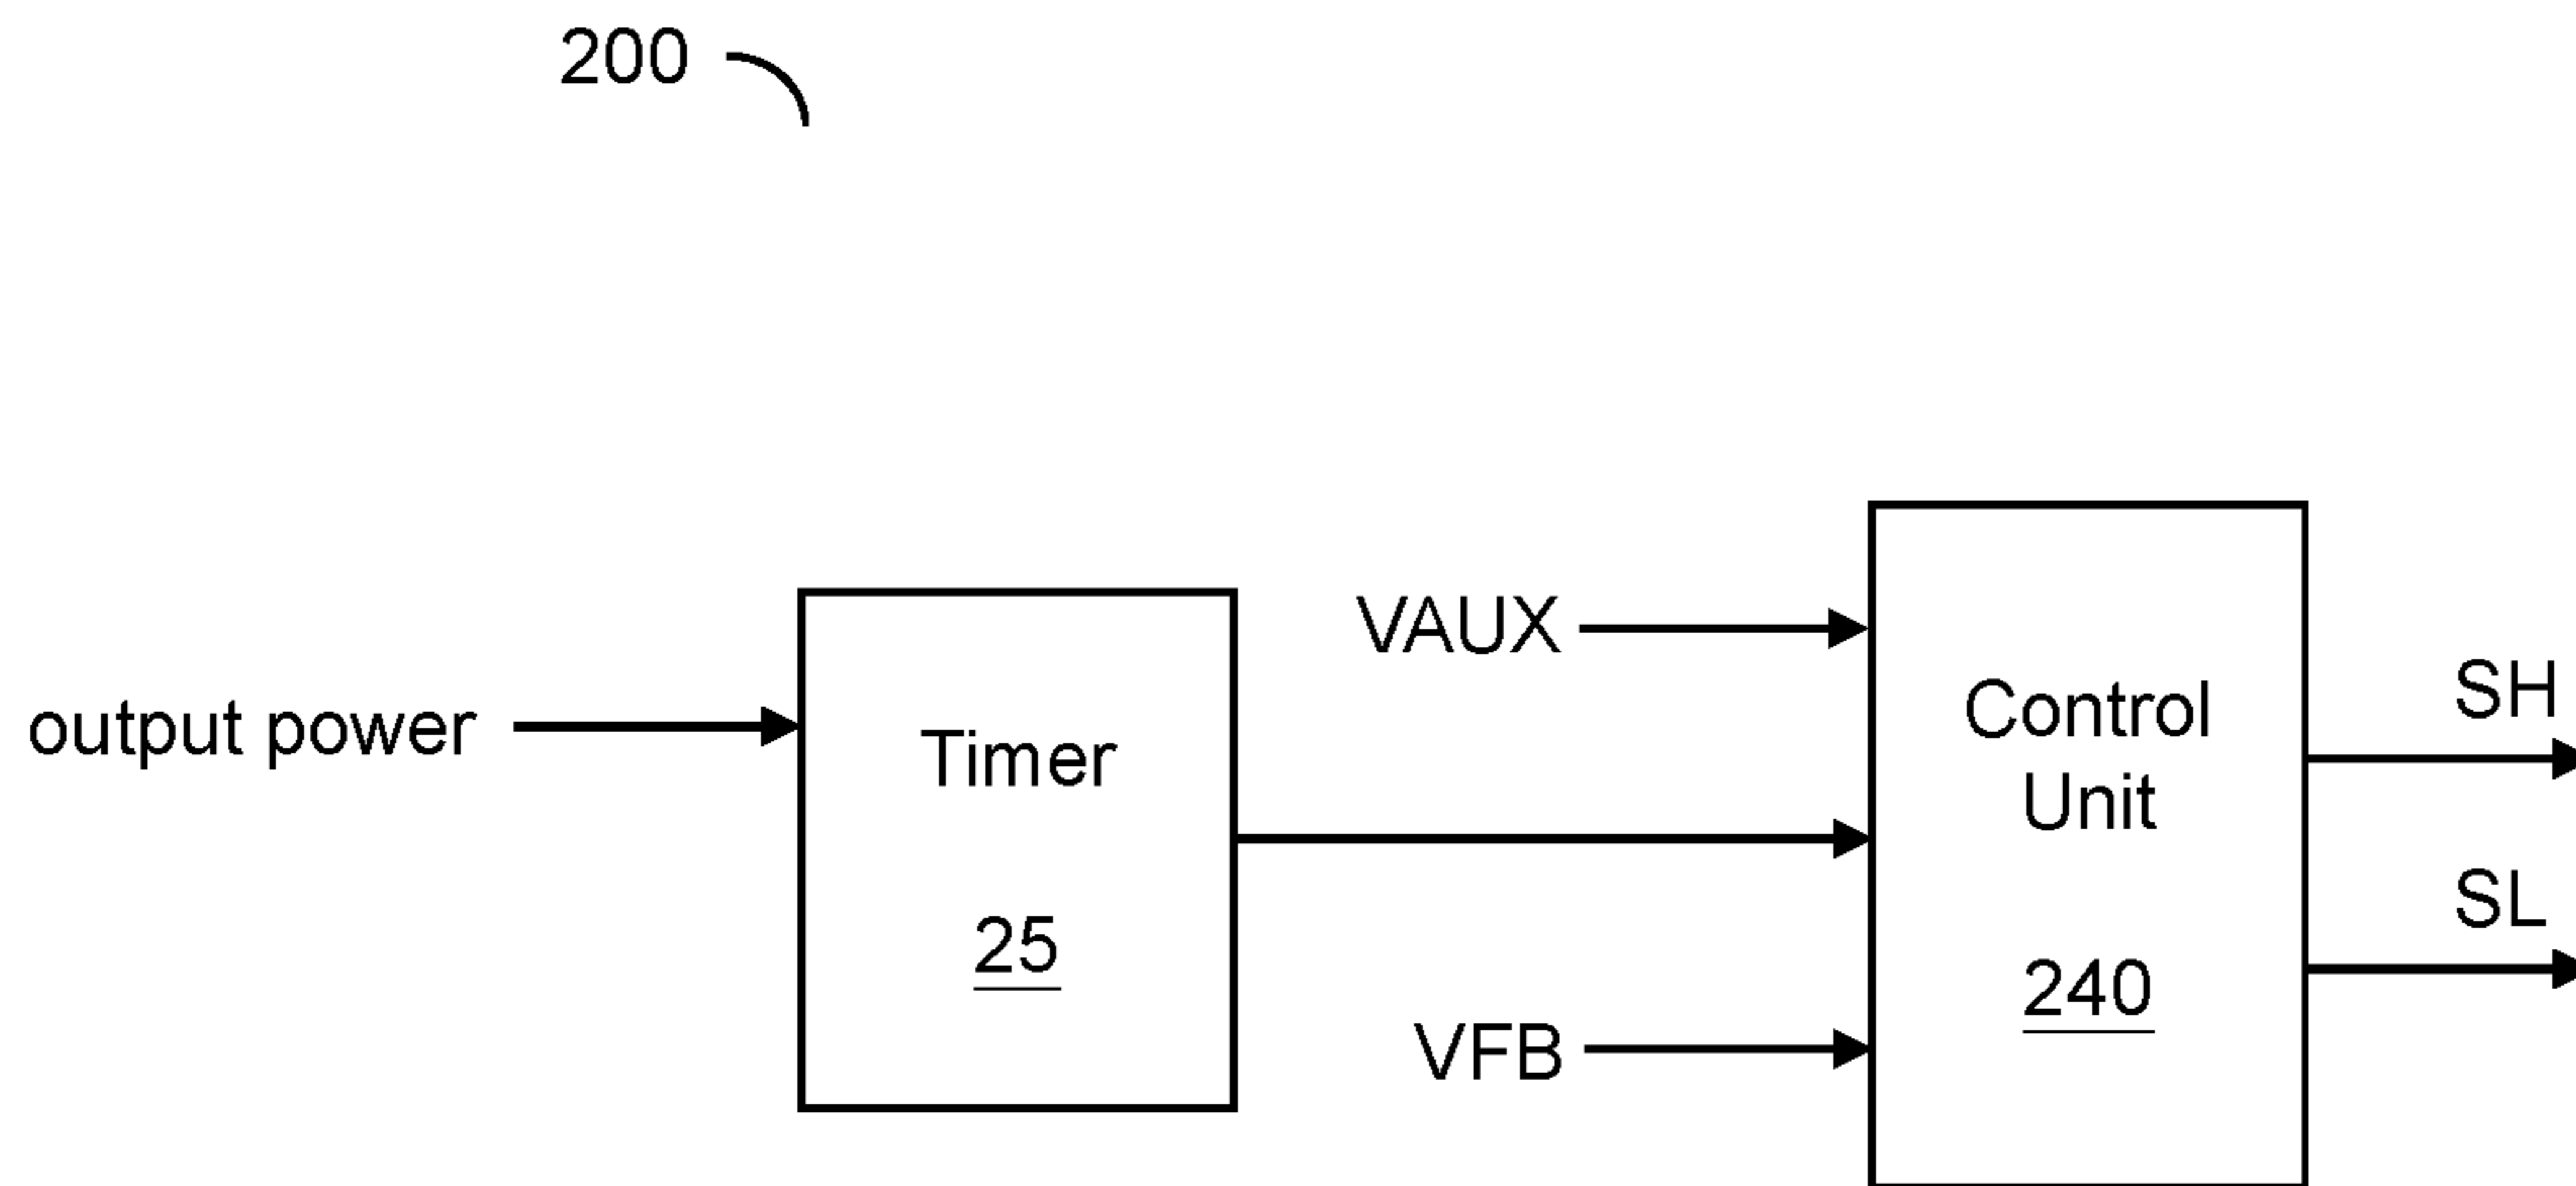 200
output power
Timer
25
VAUX
VFB
Control
Unit
240
SH
SL